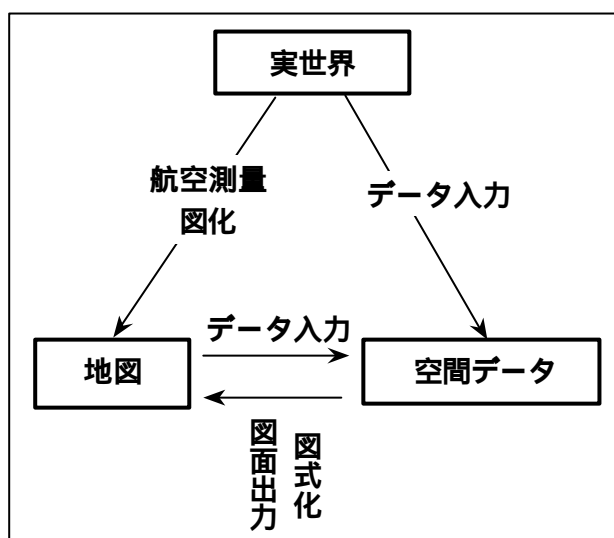 実世界
航空測量
図化
データ入力
データ入力
地図
空間データ
図式化
図面出力